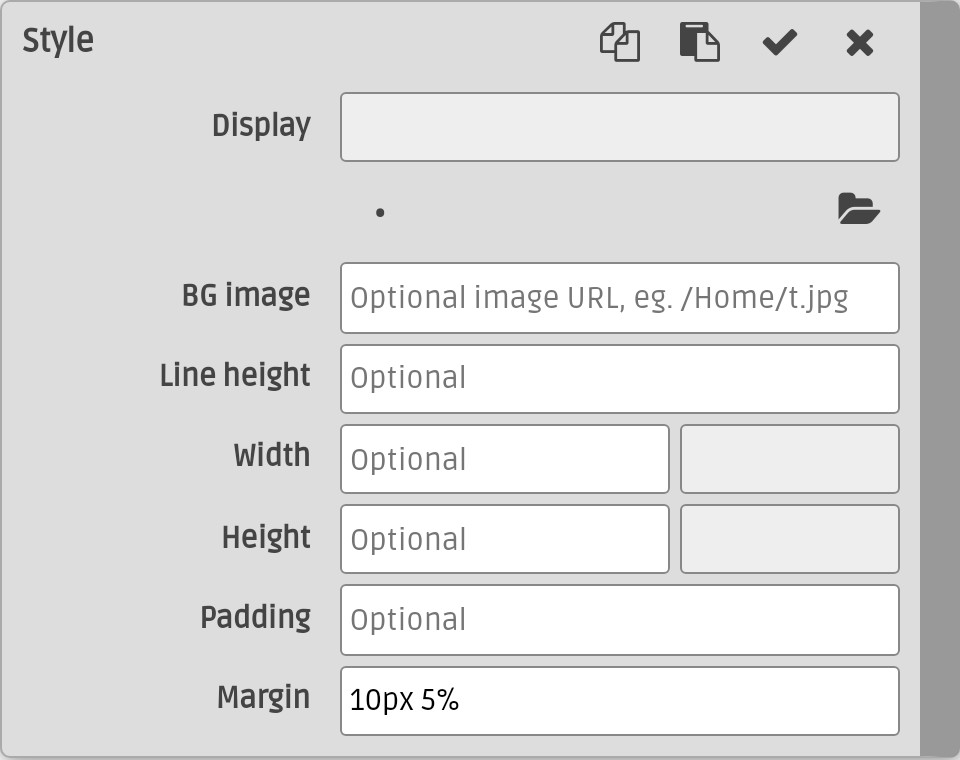 Style
Display
BG image Optional image URL, eg. /Home/t.jpg
Line height Optional
Width Optional
Height Optional
Padding Optional
Margin 10px 5%